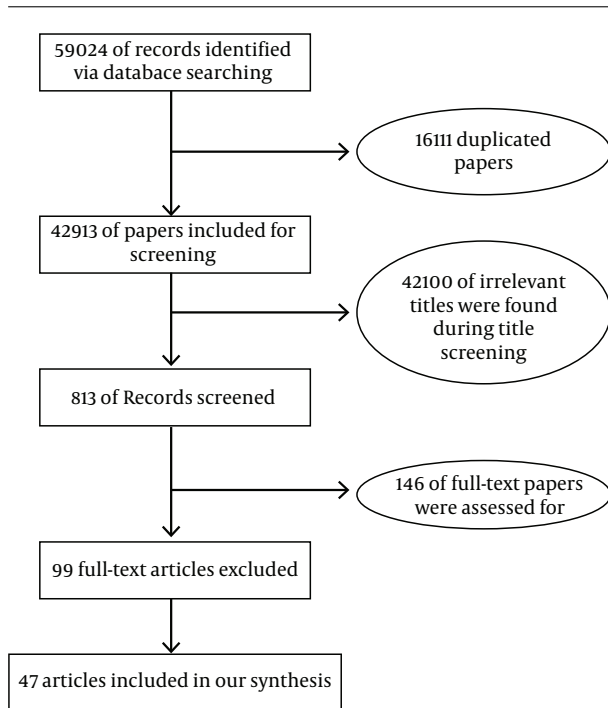 59024 of records identified
via databace searching
16111 duplicated
papers
42913 of papers included for
screening
42100 of irrelevant
titles were found
during title
screening
813 of Records screened
146 of full-text papers
were assessed for
99 full-text articles excluded
47 articles included in our synthesis